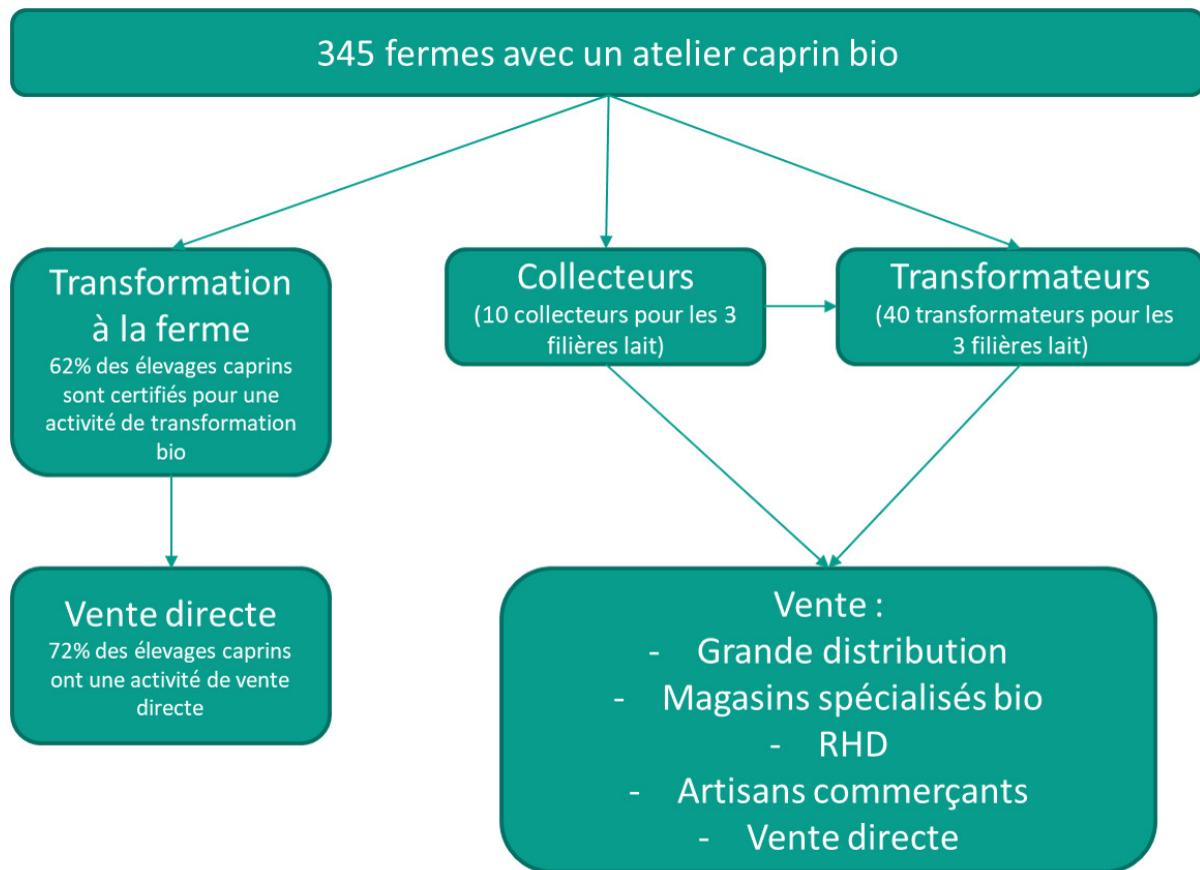 345 fermes avec un atelier caprin bio
Transformation
à la ferme
62% des élevages caprins
sont certifiés pour une
activité de transformation
bio
Collecteurs
(10 collecteurs pour les 3
filières lait)
Transformateurs
(40 transformateurs pour les
3 filières lait)
Vente directe
72% des élevages caprins
ont une activité de vente
directe
Vente :
- Grande distribution
- Magasins spécialisés bio
- RHD
- Artisans commerçants
- Vente directe